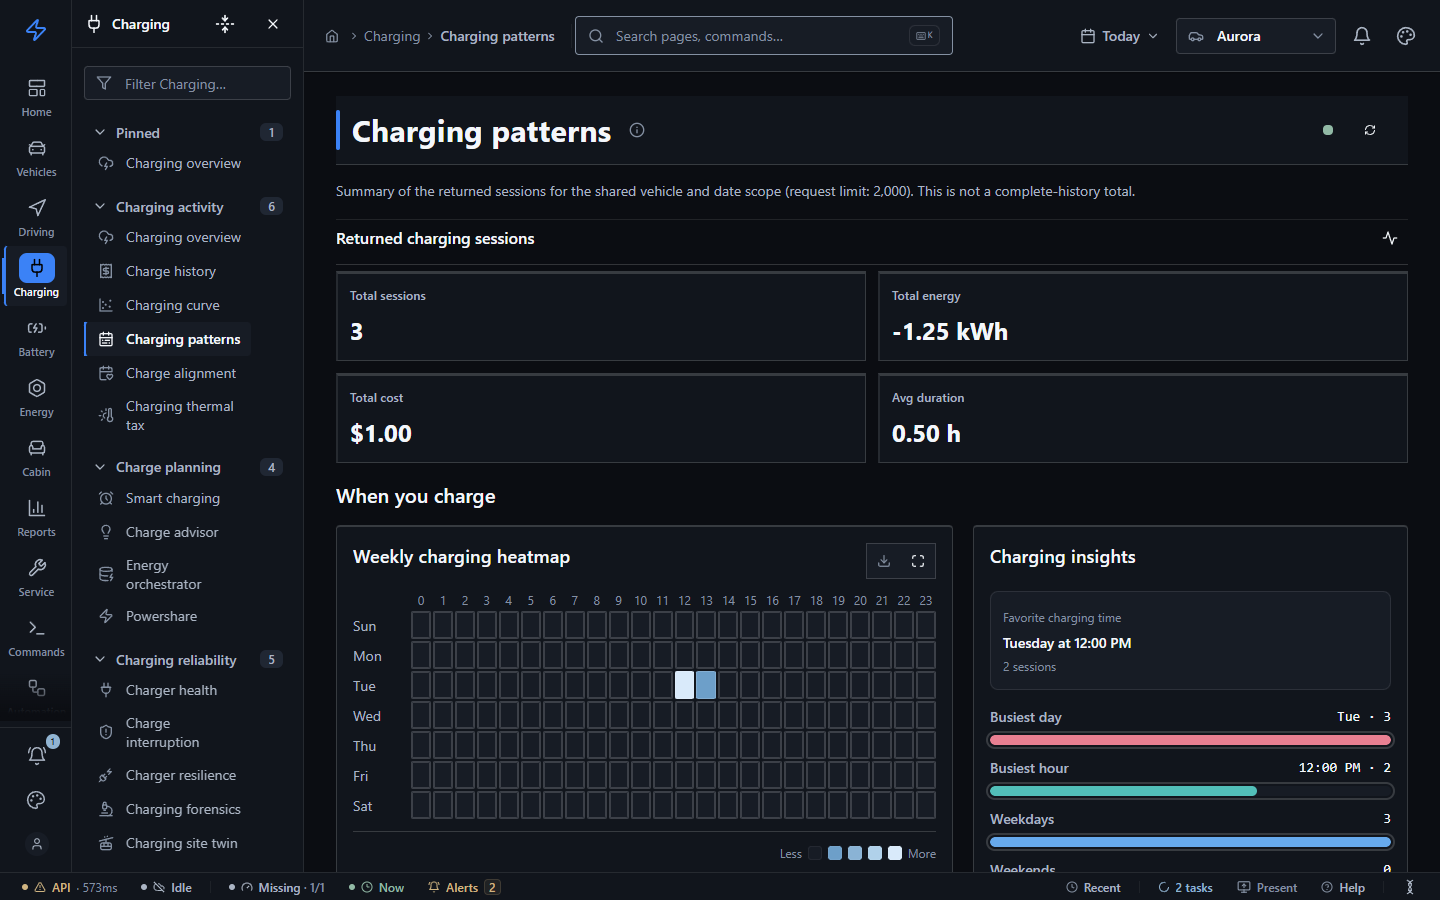 Charging
Charging
Charging patterns
Search pages, commands...
K
Today
Aurora
Home
Vehicles
Driving
Charging
Battery
Energy
Cabin
Reports
Service
Commands
1
Filter Charging...
Pinned
1
Charging overview
Charging activity
6
Charging overview
Charge history
Charging curve
Charging patterns
Charge alignment
Charging thermal
tax
Charge planning
4
Smart charging
Charge advisor
Energy
orchestrator
Powershare
Charging reliability
5
Charger health
Charge
interruption
Charger resilience
Charging forensics
Charging site twin
Charging patterns
Summary of the returned sessions for the shared vehicle and date scope (request limit: 2,000). This is not a complete-history total.
Returned charging sessions
Total sessions
3
Total energy
-1.25 kWh
Total cost
$1.00
Avg duration
0.50 h
When you charge
Weekly charging heatmap
0 1 2 3 4 5 6 7 8 9 10 11 12 13 14 15 16 17 18 19 20 21 22 23
Sun
Mon
Tue
Wed
Thu
Fri
Sat
Less
More
Charging insights
Favorite charging time
Tuesday at 12:00 PM
2 sessions
Busiest day
Tue · 3
Busiest hour
12:00 PM · 2
Weekdays
3
Weekends
0
API · 573ms
Idle
Missing · 1/1
Now
Alerts 2
Recent
2 tasks
Present
Help